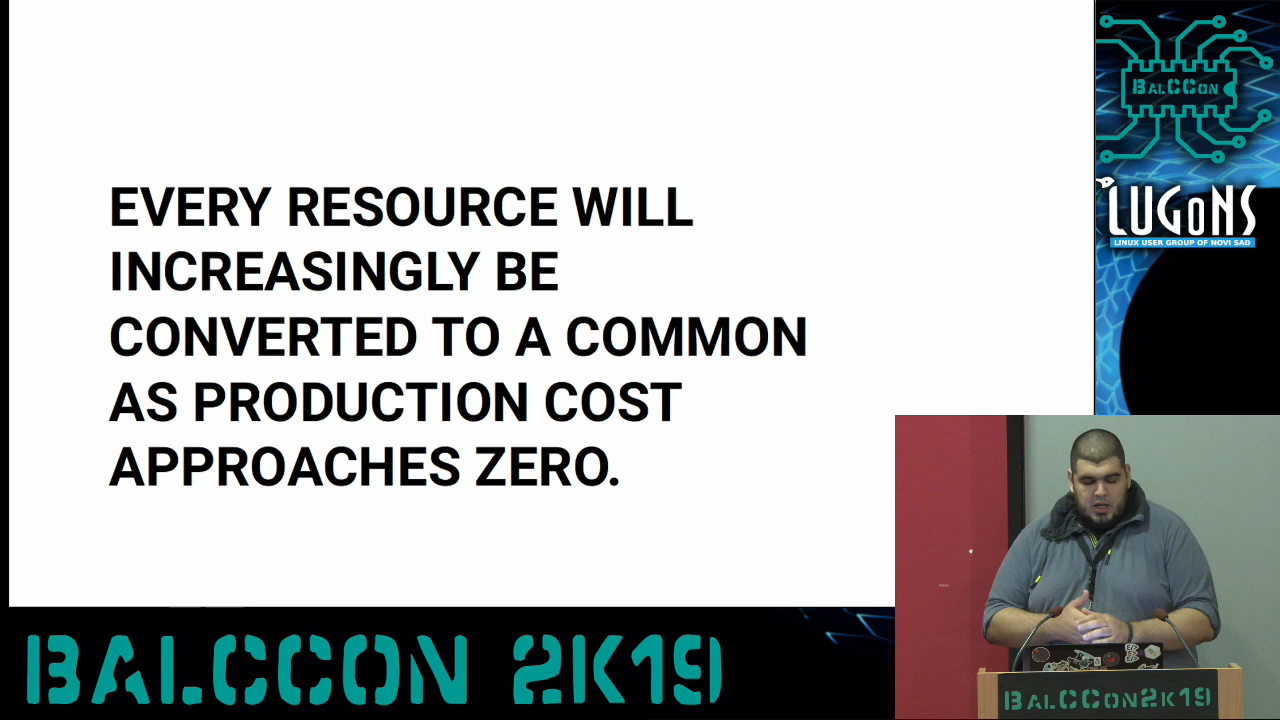 EVERY RESOURCE WILL
INCREASINGLY BE
CONVERTED TO A COMMON
AS PRODUCTION COST
APPROACHES ZERO.
BALCCON
LUGONS
LINUX USER GROUP OF NOVI SAD
BALCCON 2K19
BALCCON2K19